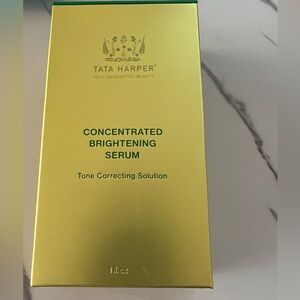 TATA HARPER®
NEXT GENERATION BEAUTY
CONCENTRATED
BRIGHTENING
SERUM
Tone Correcting Solution